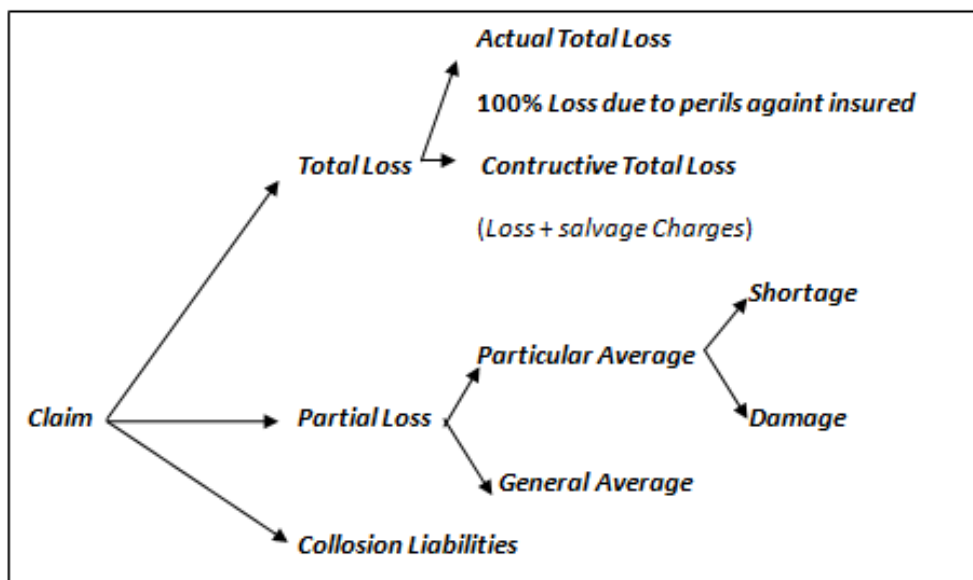 Actual Total Loss
100% Loss due to perils againt insured
Total Loss
Contructive Total Loss
(Loss + salvage Charges)
Shortage
Particular Average
Claim
Partial Loss
Damage
General Average
Collosion Liabilities